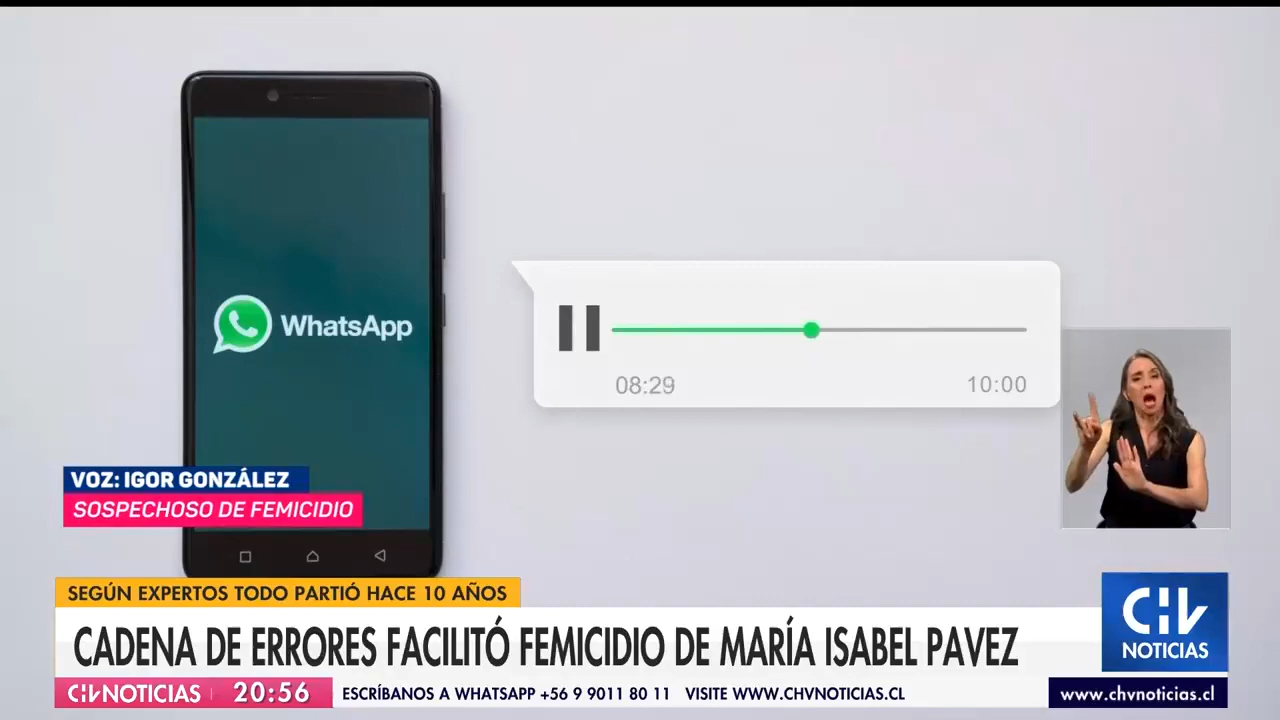 WhatsApp
08:29
10:00
VOZ: IGOR GONZÁLEZ
SOSPECHOSO DE FEMICIDIO
SEGÚN EXPERTOS TODO PARTIÓ HACE 10 AÑOS
CADENA DE ERRORES FACILITÓ FEMICIDIO DE MARÍA ISABEL PAVEZ
CHV NOTICIAS
CHV NOTICIAS 20:56 ESCRÍBANOS A WHATSAPP +56 9 9011 80 11 VISITE WWW.CHVNOTICIAS.CL
www.chvnoticias.cl